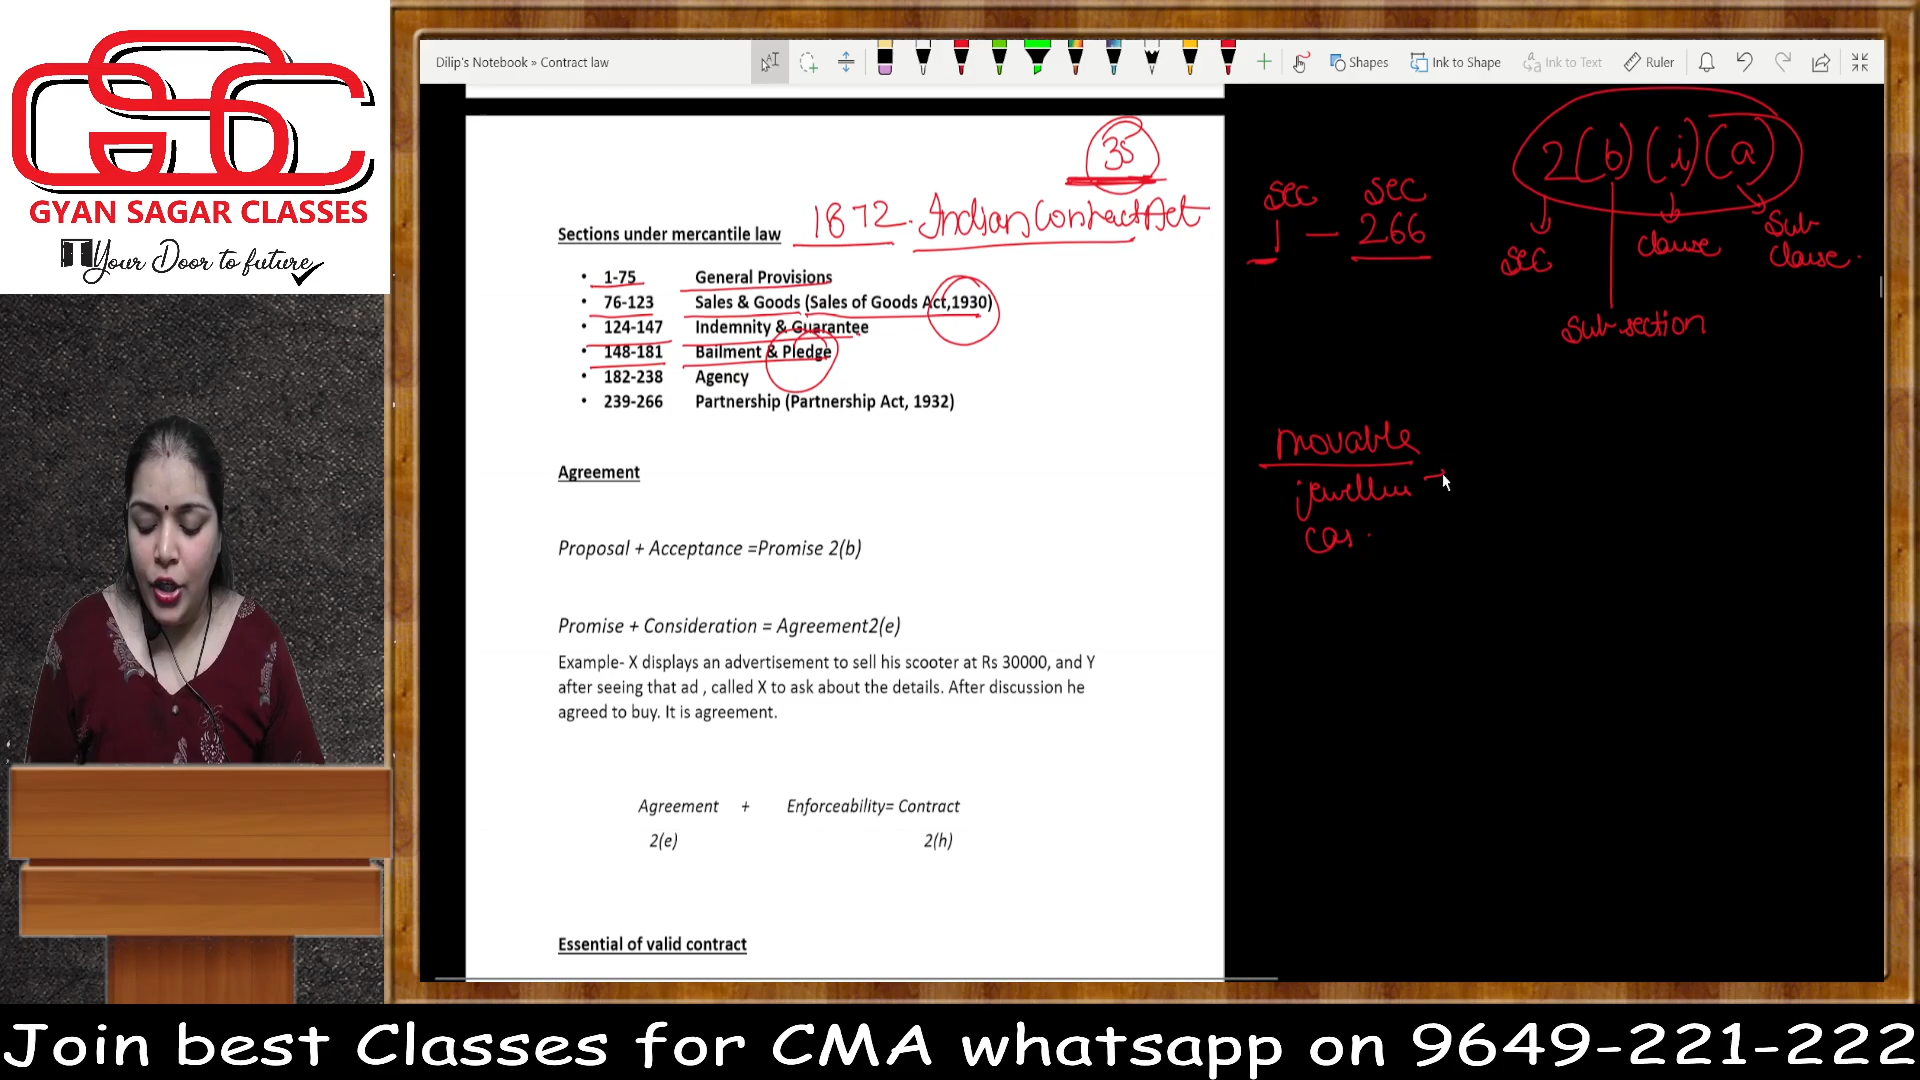 GSC
GYAN SAGAR CLASSES
Your Door to future
Dilip's Notebook » Contract law
Shapes
Ink to Shape
Ink to Text
Ruler
35
1872. Indian Contract Act
Sections under mercantile law
• 1-75 General Provisions
• 76-123 Sales & Goods (Sales of Goods Act,1930)
• 124-147 Indemnity & Guarantee
• 148-181 Bailment & Pledge
• 182-238 Agency
• 239-266 Partnership (Partnership Act, 1932)
Agreement
Proposal + Acceptance =Promise 2(b)
Promise + Consideration = Agreement2(e)
Example- X displays an advertisement to sell his scooter at Rs 30000, and Y
after seeing that ad , called X to ask about the details. After discussion he
agreed to buy. It is agreement.
Agreement + Enforceability= Contract
2(e) 2(h)
Essential of valid contract
sec sec
1 — 266
2(b)(i)(a)
sec
clause
Sub
clause.
Sub section
movable
Join best Classes for CMA whatsapp on 9649-221-222